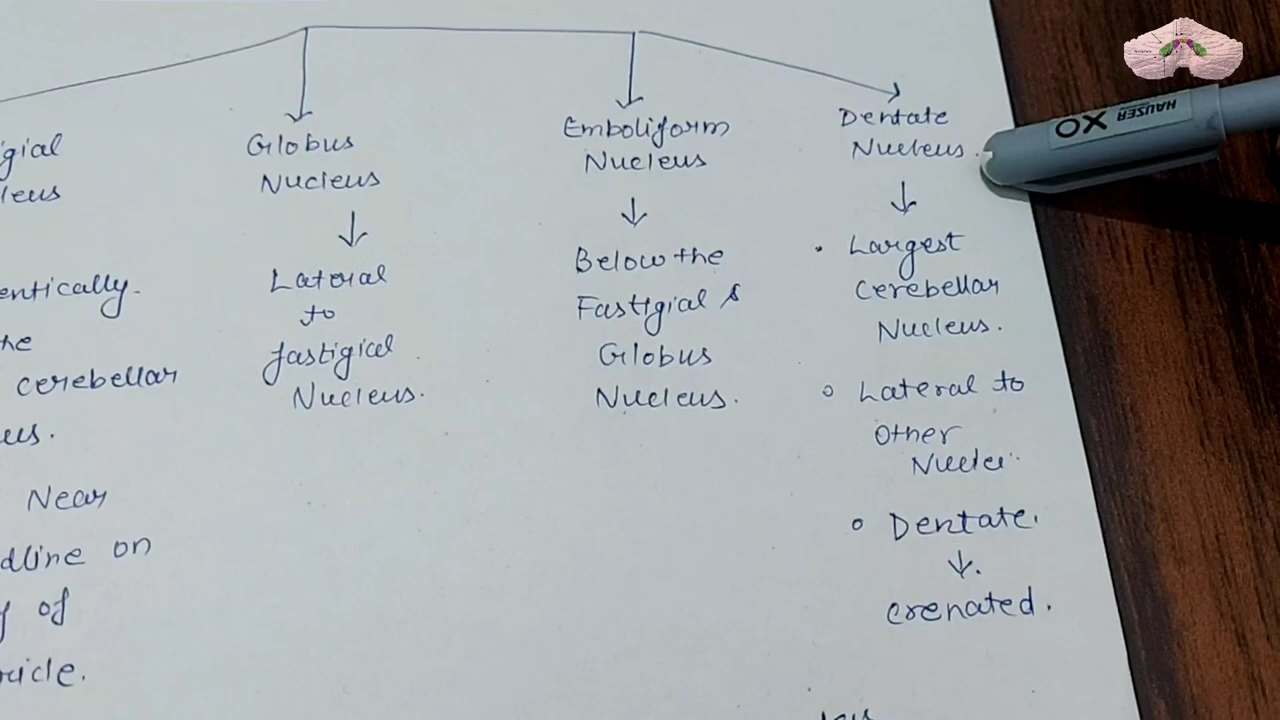 gial
leus
entically.
he
cerebellar
eus.
Near
dline on
y of
ricle.
Globus
Nucleus
Lateral
to
fastigial
Nucleus.
Emboliform
Nucleus
Below the
Fastigial &
Globus
Nucleus.
Dentate
Nucleus.
• Largest
Cerebellar
Nucleus.
o Lateral to
Other
Nuclei.
o Dentate.
crenated.
HAUSER
XO